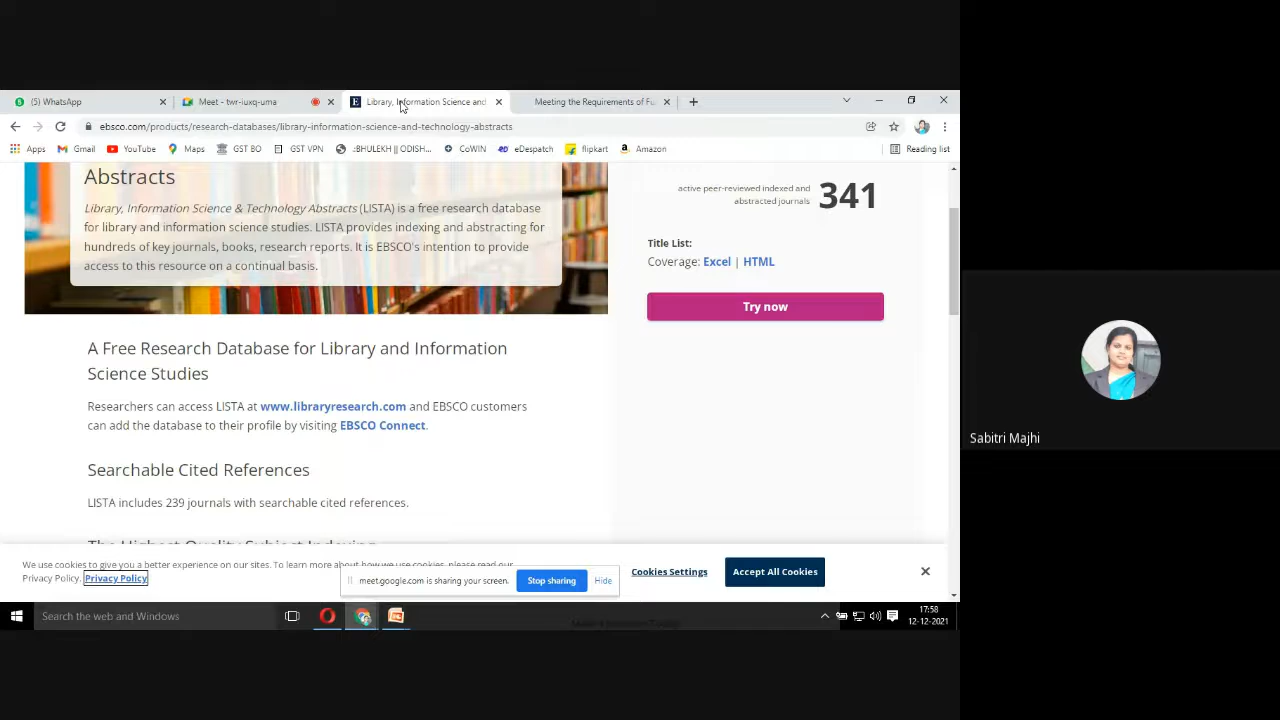 (5) WhatsApp
Meet - twr-iuxq-uma
Library, Information Science and
Meeting the Requirements of Fu
ebsco.com/products/research-databases/library-information-science-and-technology-abstracts
Apps
Gmail
YouTube
Maps
GST BO
GST VPN
.:BHULEKH || ODISH...
CoWIN
eDespatch
flipkart
Amazon
Reading list
Abstracts
Library, Information Science & Technology Abstracts (LISTA) is a free research database
for library and information science studies. LISTA provides indexing and abstracting for
hundreds of key journals, books, research reports. It is EBSCO's intention to provide
access to this resource on a continual basis.
active peer-reviewed indexed and
abstracted journals
341
Title List:
Coverage: Excel | HTML
Try now
A Free Research Database for Library and Information
Science Studies
Researchers can access LISTA at www.libraryresearch.com and EBSCO customers
can add the database to their profile by visiting EBSCO Connect.
Searchable Cited References
LISTA includes 239 journals with searchable cited references.
The Highest Quality Subject Indexing
We use cookies to give you a better experience on our sites. To learn more about how we use cookies, please read our
Privacy Policy. Privacy Policy
Cookies Settings
Accept All Cookies
meet.google.com is sharing your screen.
Stop sharing
Hide
Search the web and Windows
17:58
12-12-2021
Sabitri Majhi